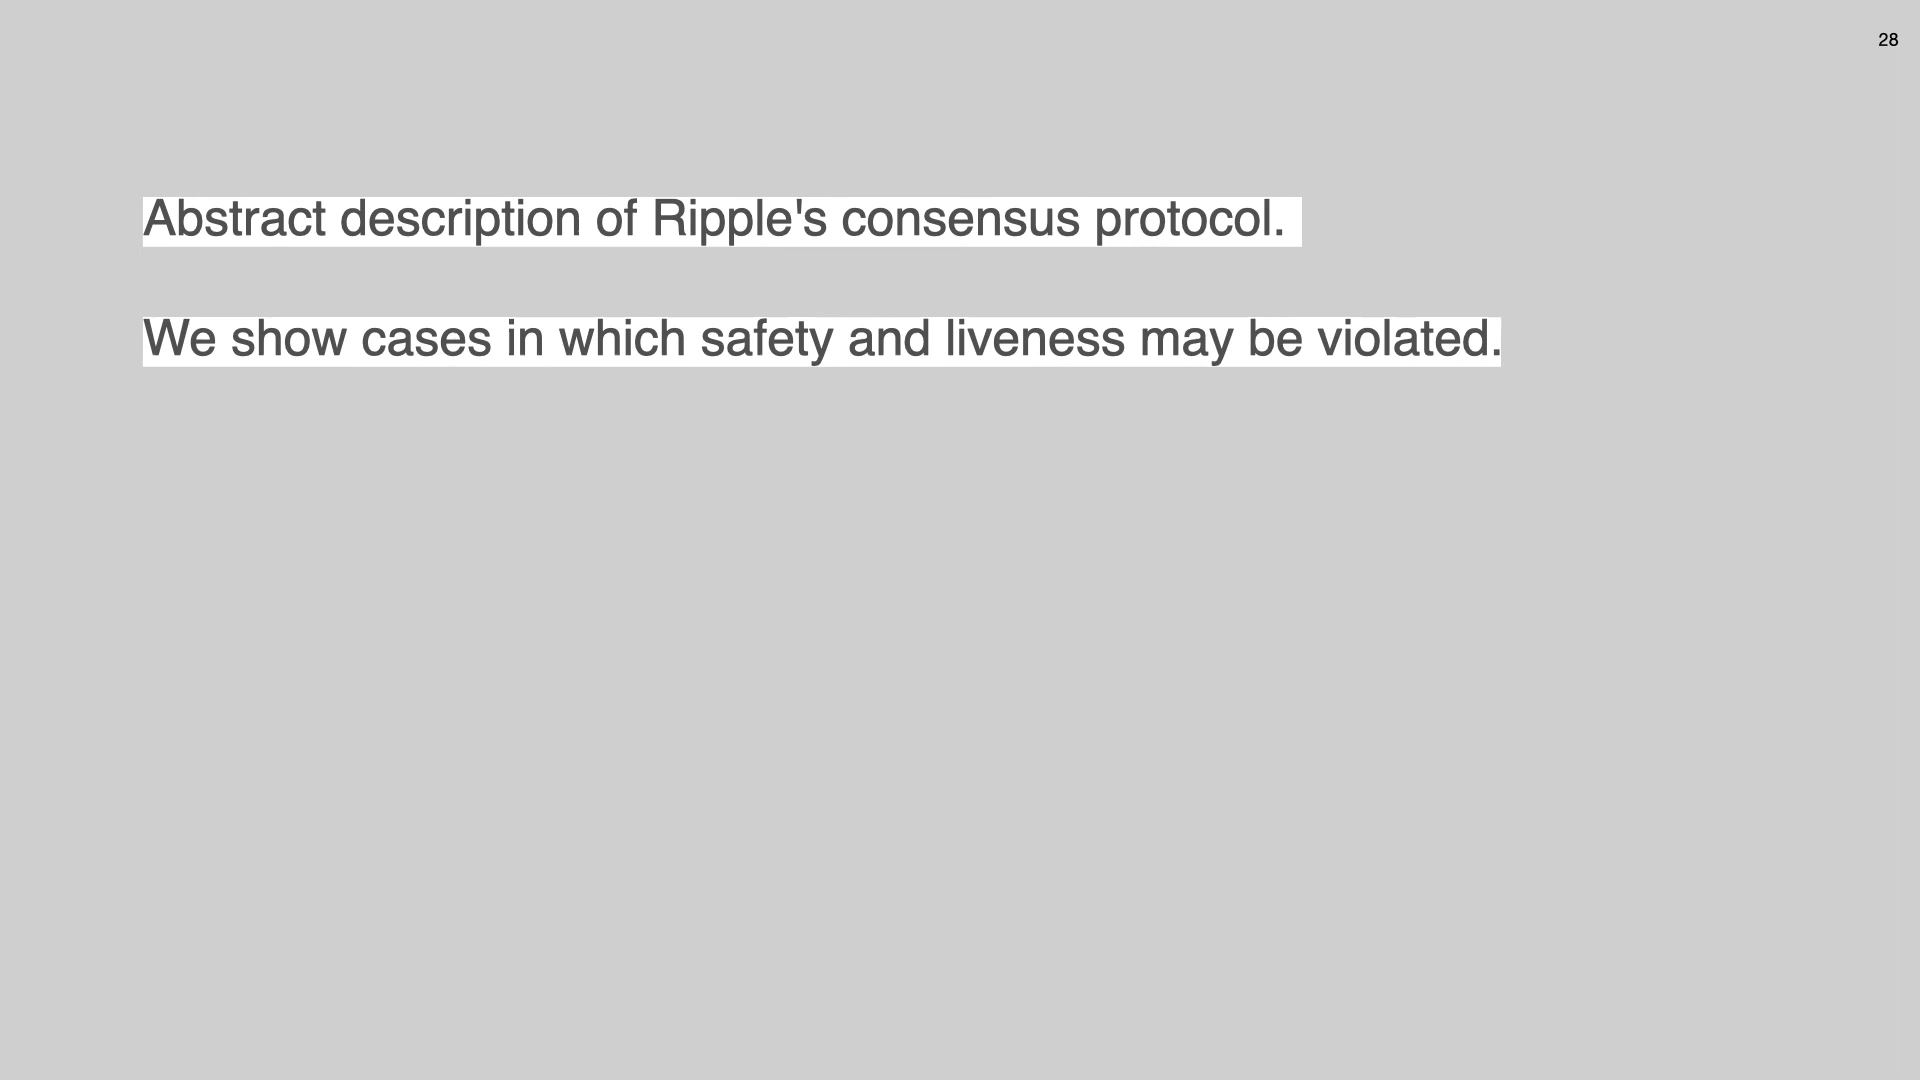 28
Abstract description of Ripple's consensus protocol.
We show cases in which safety and liveness may be violated.